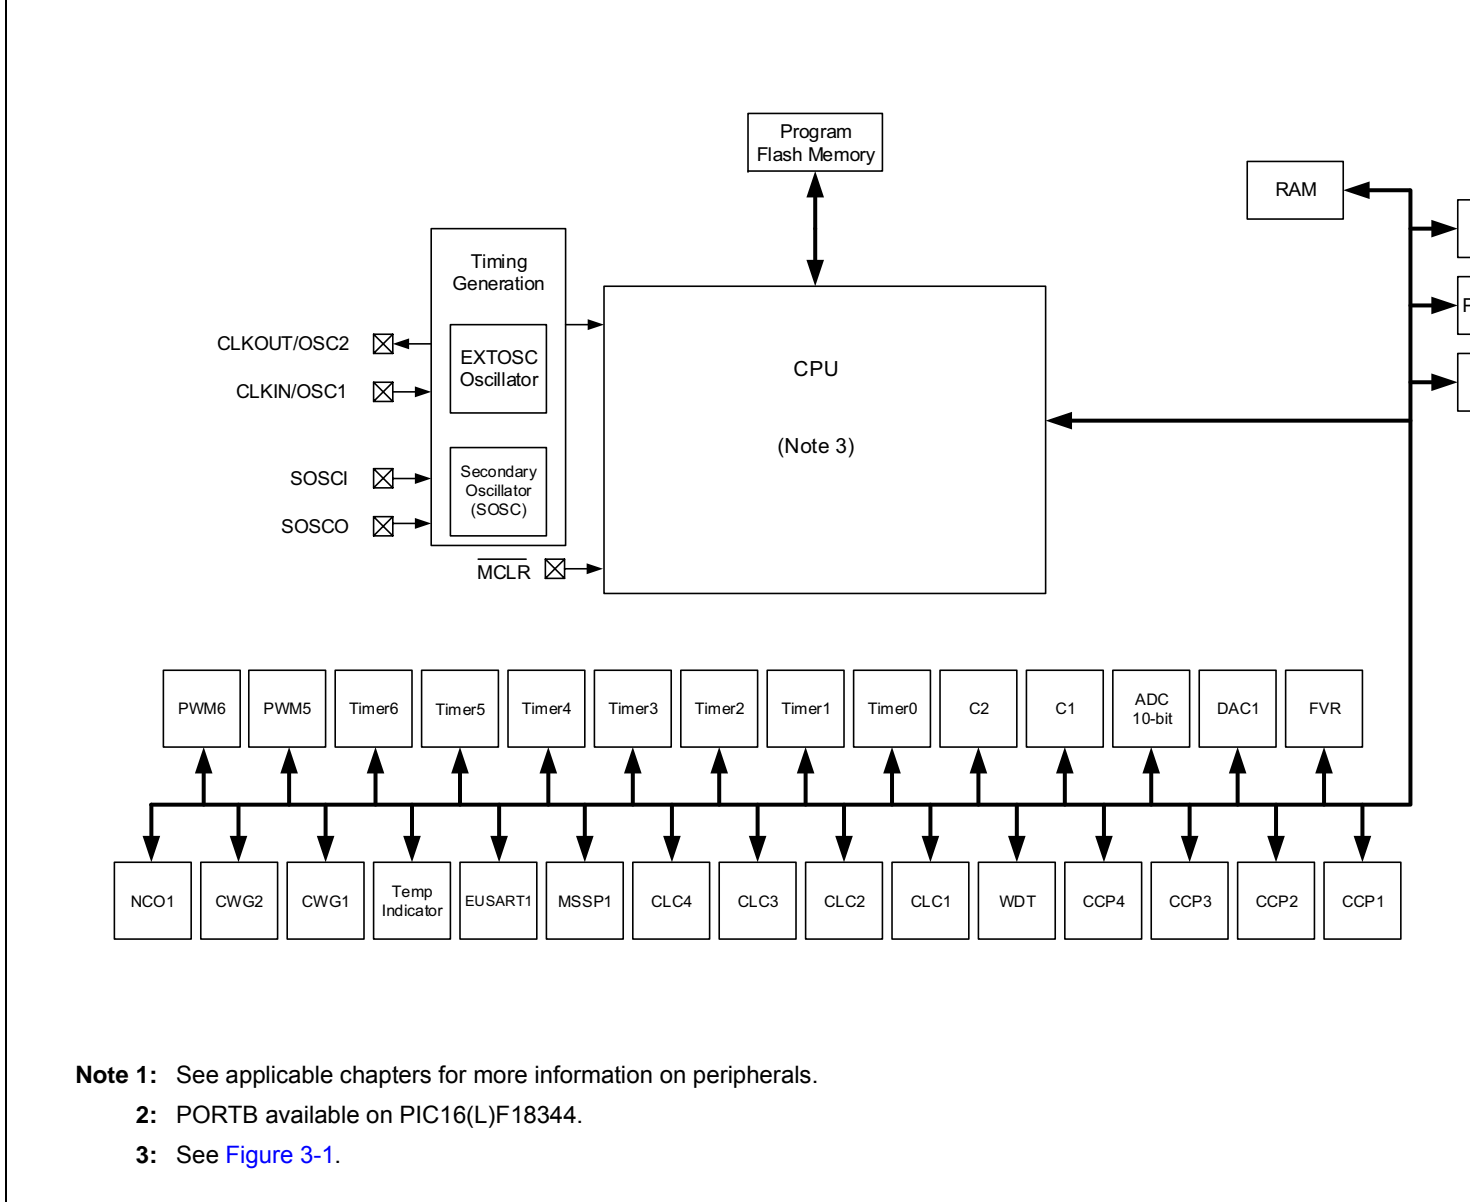 Program
Flash Memory
RAM
Timing
Generation
P
CLKOUT/OSC2
EXTOSC
Oscillator
CPU
CLKIN/OSC1
(Note 3)
SOSCI
Secondary
Oscillator
(SOSC)
SOSCO
MCLR
PWM6
PWM5
Timer6
Timer5
Timer4
Timer3
Timer2
Timer1
Timer0
C2
C1
ADC
10-bit
DAC1
FVR
NCO1
CWG2
CWG1
Temp
Indicator
EUSART1
MSSP1
CLC4
CLC3
CLC2
CLC1
WDT
CCP4
CCP3
CCP2
CCP1
Note 1: See applicable chapters for more information on peripherals.
2: PORTB available on PIC16(L)F18344.
3: See Figure 3-1.